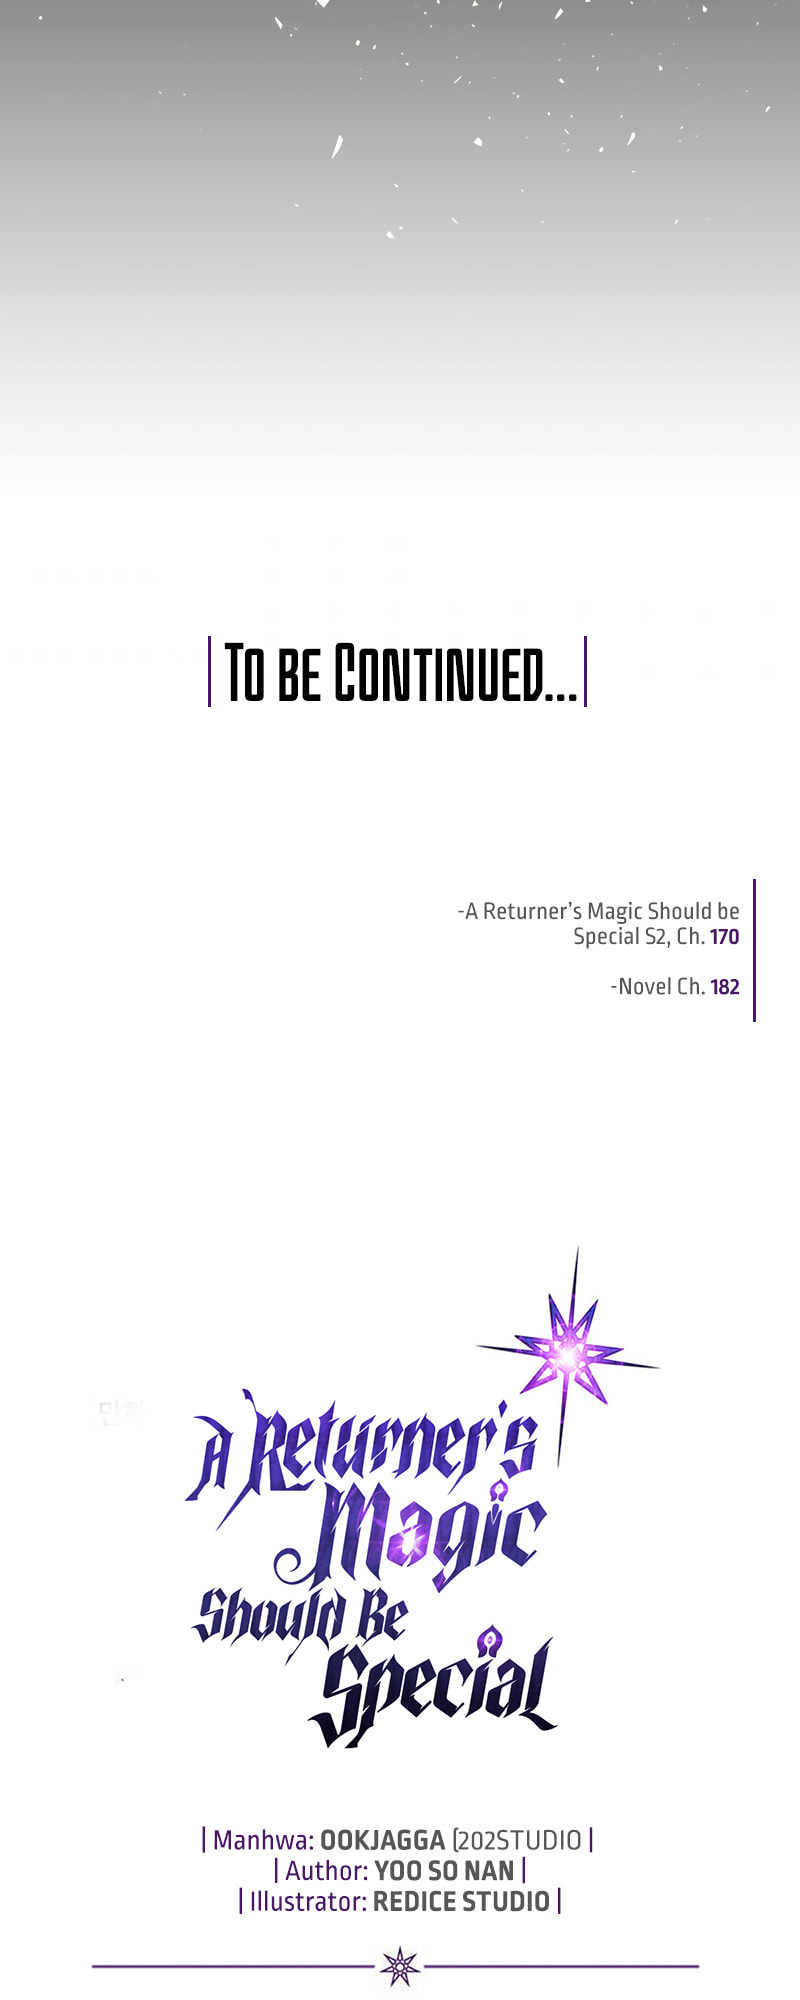 To be Continued...
-A Returner's Magic Should be
Special S2, Ch. 170
-Novel Ch. 182
A Returner's
Magic
Should Be
Special
| Manhwa: OOKJAGGA (202STUDIO |
| Author: YOO SO NAN |
| Illustrator: REDICE STUDIO |